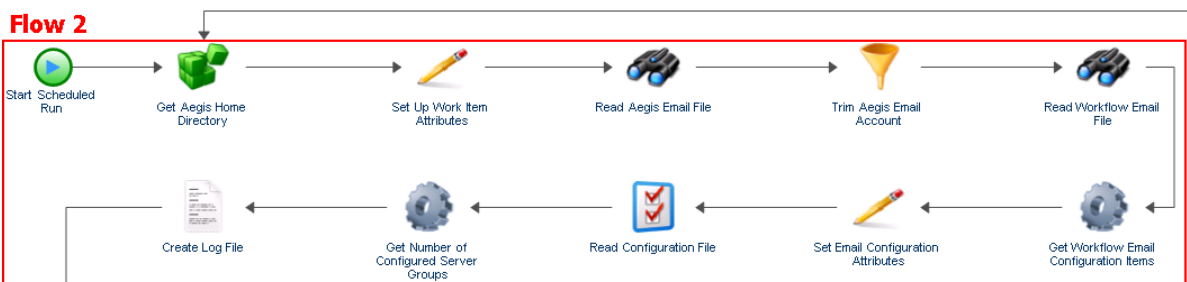 Flow 2
Start Scheduled
Run
Get Aegis Home
Directory
Set Up Work Item
Attributes
Read Aegis Email File
Trim Aegis Email
Account
Read Workflow Email
File
Create Log File
Get Number of
Configured Server
Groups
Read Configuration File
Set Email Configuration
Attributes
Get Workflow Email
Configuration Items